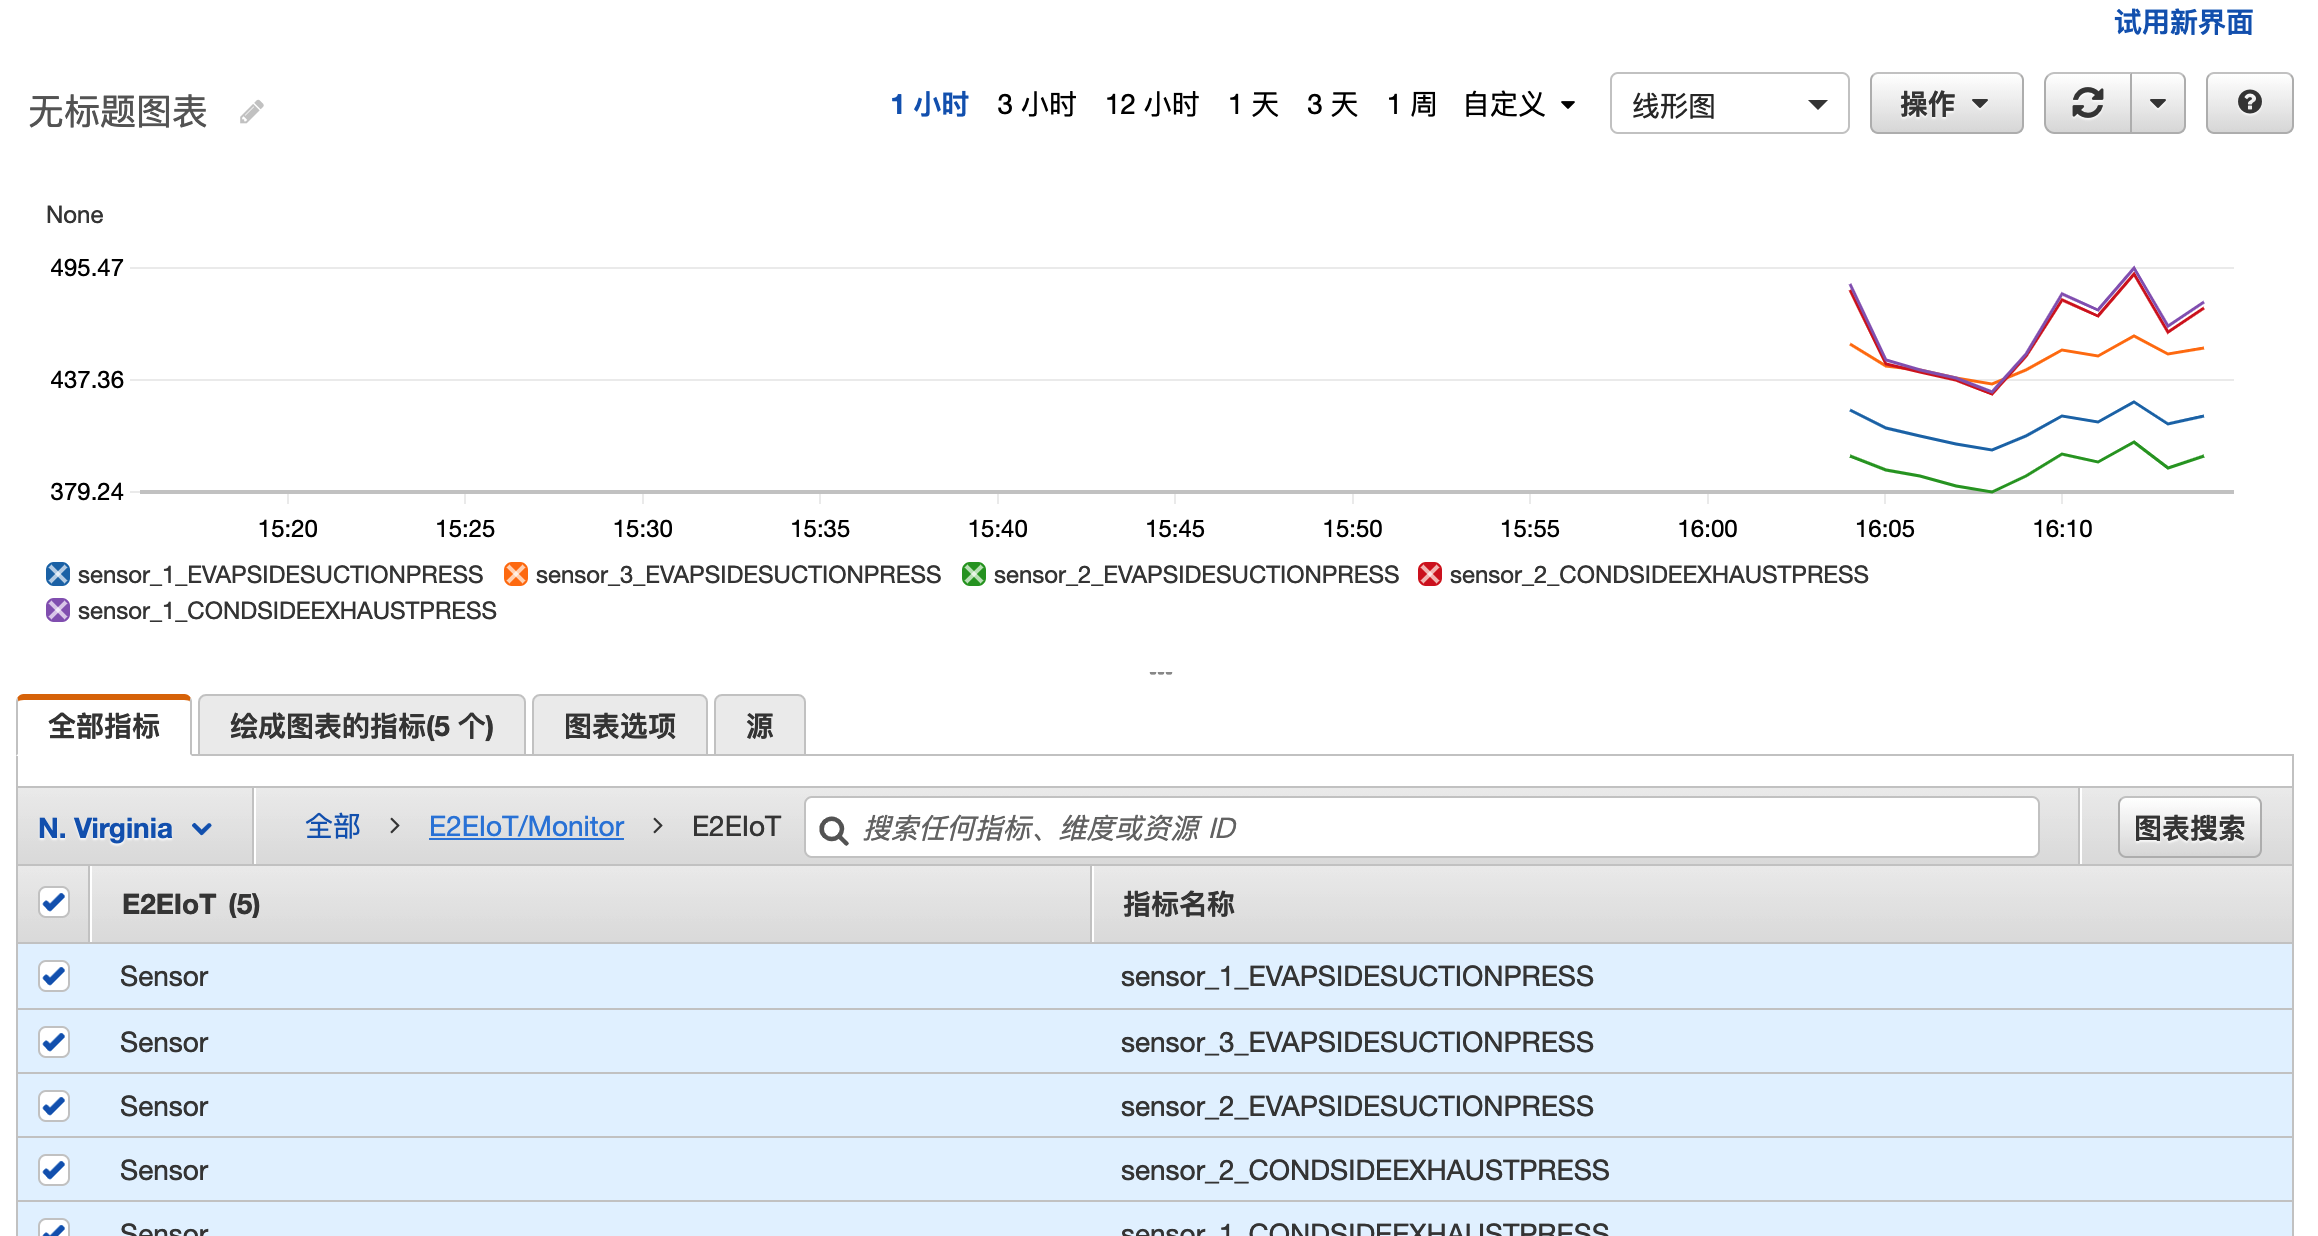 试用新界面
无标题图表
1 小时 3 小时 12 小时 1 天 3 天 1 周 自定义 线形图 操作
None
495.47
437.36
379.24
15:20 15:25 15:30 15:35 15:40 15:45 15:50 15:55 16:00 16:05 16:10
sensor_1_EVAPSIDESUCTIONPRESS sensor_3_EVAPSIDESUCTIONPRESS sensor_2_EVAPSIDESUCTIONPRESS sensor_2_CONDSIDEEXHAUSTPRESS
sensor_1_CONDSIDEEXHAUSTPRESS
---
全部指标 绘成图表的指标(5 个) 图表选项 源
N. Virginia 全部 > E2EIoT/Monitor > E2EIoT 搜索任何指标、维度或资源 ID 图表搜索
E2EIoT (5) 指标名称
Sensor sensor_1_EVAPSIDESUCTIONPRESS
Sensor sensor_3_EVAPSIDESUCTIONPRESS
Sensor sensor_2_EVAPSIDESUCTIONPRESS
Sensor sensor_2_CONDSIDEEXHAUSTPRESS
Sensor sensor_1_CONDSIDEEXHAUSTPRESS